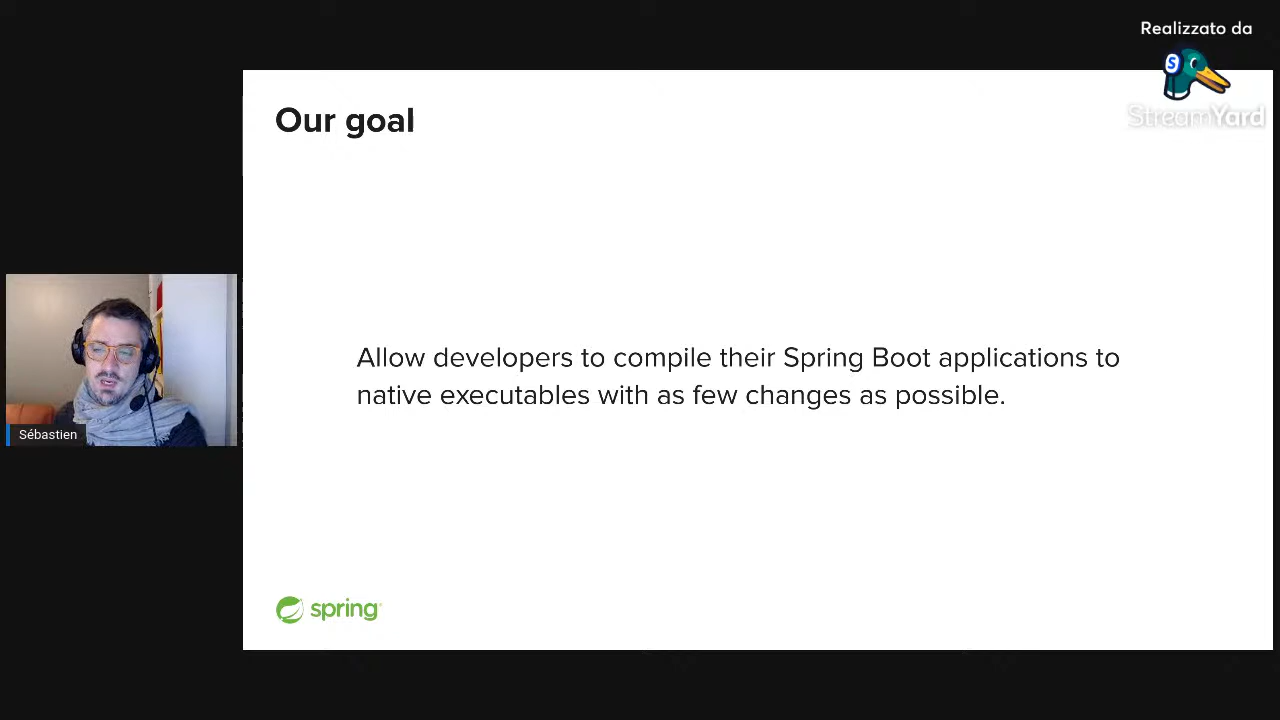 Realizzato da
StreamYard
Our goal
Allow developers to compile their Spring Boot applications to
native executables with as few changes as possible.
Sébastien
spring